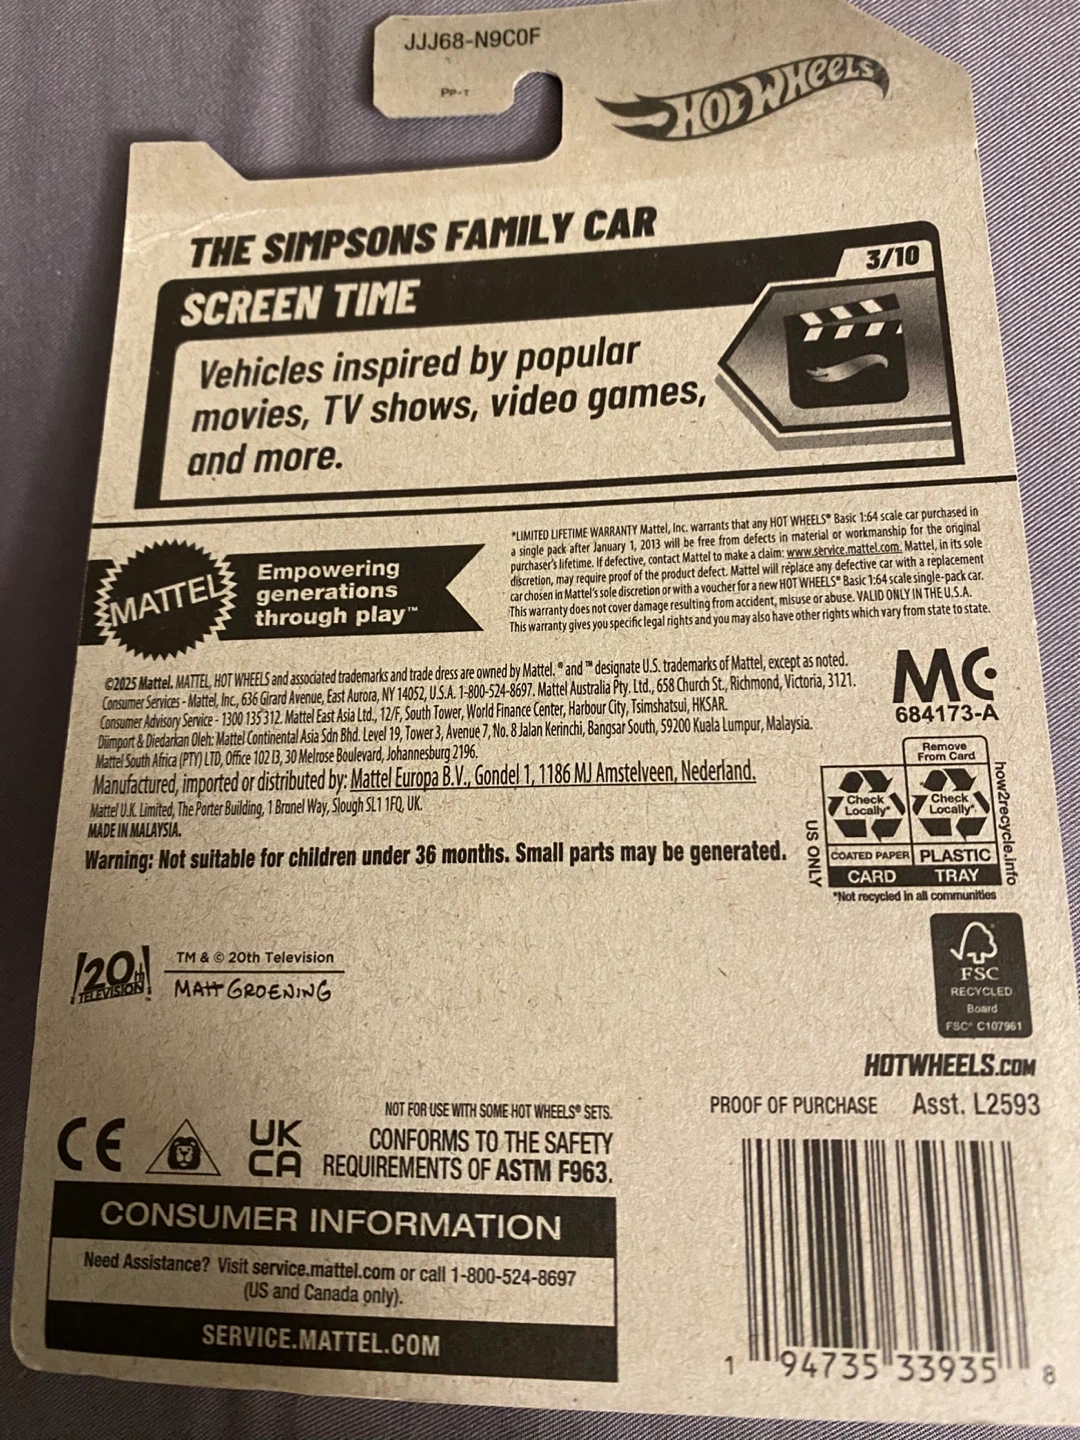 JJJ68-N9C0F
PP-T
HOT WHEELS
THE SIMPSONS FAMILY CAR
3/10
SCREEN TIME
Vehicles inspired by popular
movies, TV shows, video games,
and more.
MATTEL
Empowering
generations
through play™
*LIMITED LIFETIME WARRANTY Mattel, Inc. warrants that any HOT WHEELS® Basic 1:64 scale car purchased in
a single pack after January 1, 2013 will be free from defects in material or workmanship for the original
purchaser's lifetime. If defective, contact Mattel to make a claim: www.service.mattel.com. Mattel, in its sole
discretion, may require proof of the product defect. Mattel will replace any defective car with a replacement
car chosen in Mattel's sole discretion or with a voucher for a new HOT WHEELS® Basic 1:64 scale single-pack car.
This warranty does not cover damage resulting from accident, misuse or abuse. VALID ONLY IN THE U.S.A.
This warranty gives you specific legal rights and you may also have other rights which vary from state to state.
©2025 Mattel. MATTEL, HOT WHEELS and associated trademarks and trade dress are owned by Mattel. ® and ™ designate U.S. trademarks of Mattel, except as noted.
Consumer Services - Mattel, Inc., 636 Girard Avenue, East Aurora, NY 14052, U.S.A. 1-800-524-8697. Mattel Australia Pty. Ltd., 658 Church St., Richmond, Victoria, 3121.
Consumer Advisory Service - 1300 135 312. Mattel East Asia Ltd., 12/F, South Tower, World Finance Center, Harbour City, Tsimshatsui, HKSAR.
Diimport & Diedarkan Oleh: Mattel Continental Asia Sdn Bhd. Level 19, Tower 3, Avenue 7, No. 8 Jalan Kerinchi, Bangsar South, 59200 Kuala Lumpur, Malaysia.
Mattel South Africa (PTY) LTD, Office 102 I3, 30 Melrose Boulevard, Johannesburg 2196.
Manufactured, imported or distributed by: Mattel Europa B.V., Gondel 1, 1186 MJ Amstelveen, Nederland.
Mattel U.K. Limited, The Porter Building, 1 Brunel Way, Slough SL1 1FQ, UK.
MADE IN MALAYSIA.
Warning: Not suitable for children under 36 months. Small parts may be generated.
MC
684173-A
Remove
From Card
Check
Locally*
Check
Locally*
US ONLY
COATED PAPER
PLASTIC
CARD
TRAY
how2recycle.info
*Not recycled in all communities
20th
TELEVISION
TM & © 20th Television
MATT GROENING
FSC
RECYCLED
Board
FSC® C107961
HOTWHEELS.COM
PROOF OF PURCHASE
Asst. L2593
CE
UK
CA
NOT FOR USE WITH SOME HOT WHEELS® SETS.
CONFORMS TO THE SAFETY
REQUIREMENTS OF ASTM F963.
CONSUMER INFORMATION
Need Assistance? Visit service.mattel.com or call 1-800-524-8697
(US and Canada only).
SERVICE.MATTEL.COM
1 94735 33935 8